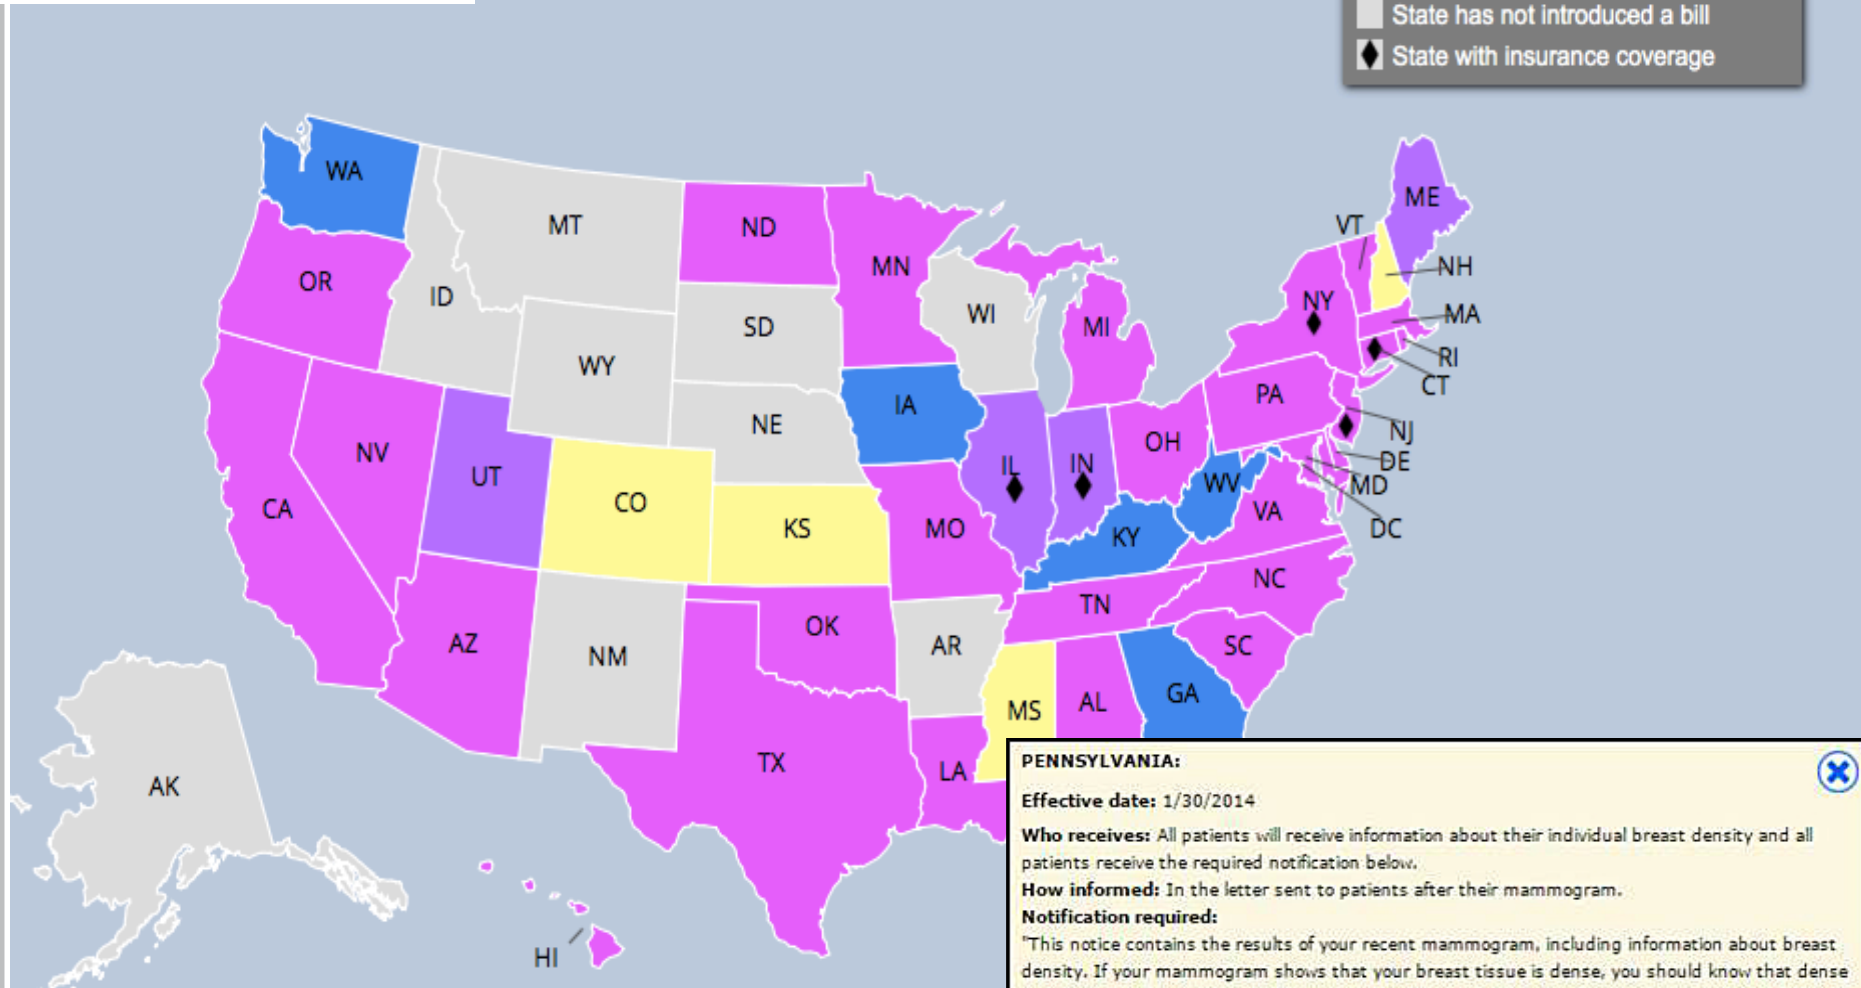 State has not introduced a bill
State with insurance coverage
WA
MT
ND
MN
OR
ID
SD
WI
MI
WY
VT
ME
NH
NY
MA
RI
CT
IA
NE
PA
NJ
OH
DE
MD
DC
NV
UT
CO
KS
IL
IN
WV
VA
CA
MO
KY
NC
TN
OK
AZ
NM
AR
SC
MS
AL
GA
TX
LA
AK
HI
PENNSYLVANIA:
Effective date: 1/30/2014
Who receives: All patients will receive information about their individual breast density and all
patients receive the required notification below.
How informed: In the letter sent to patients after their mammogram.
Notification required:
"This notice contains the results of your recent mammogram, including information about breast
density. If your mammogram shows that your breast tissue is dense, you should know that dense